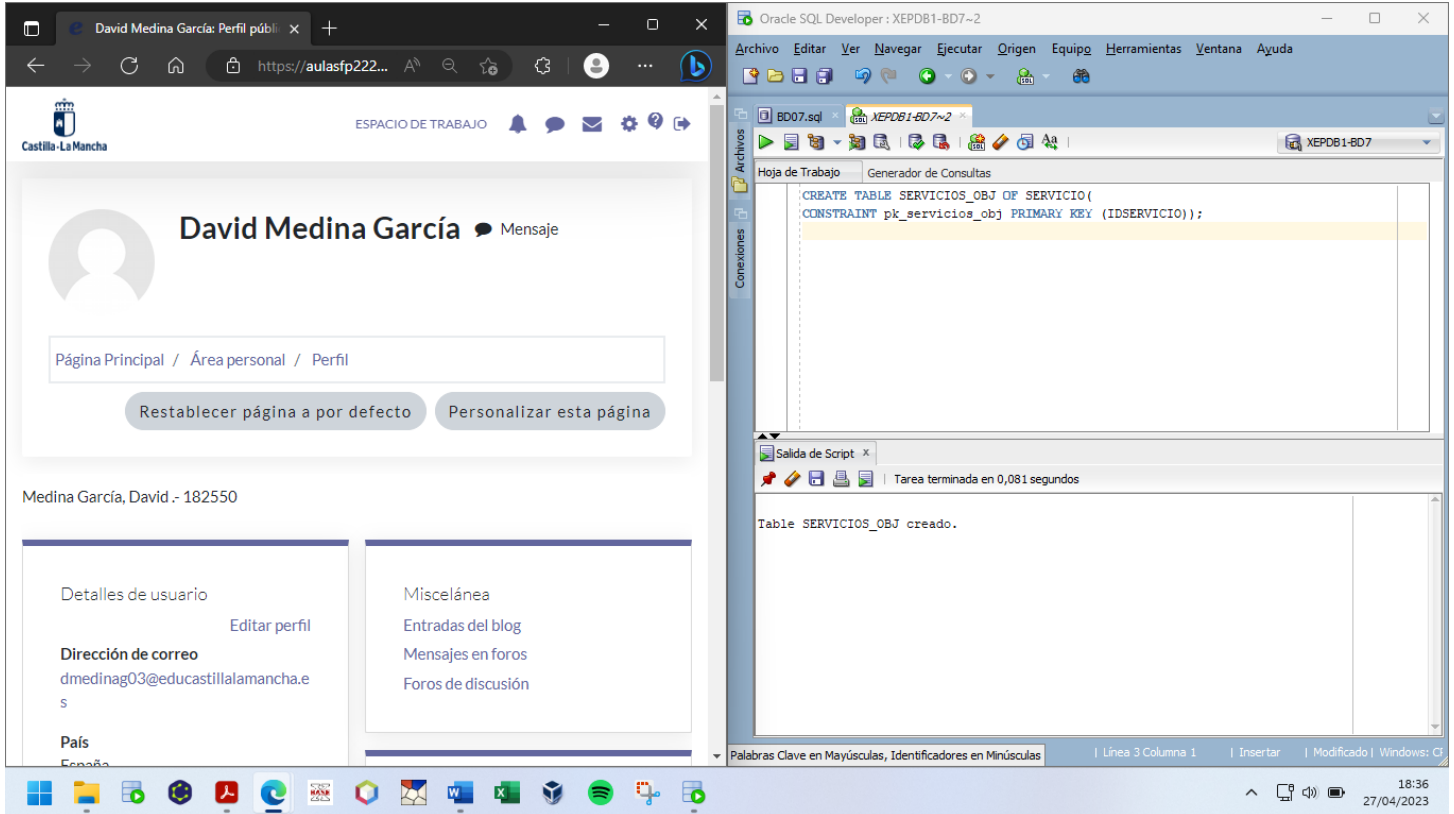 David Medina García: Perfil públi
https://aulasfp222...
Castilla-La Mancha
ESPACIO DE TRABAJO
David Medina García
Mensaje
Página Principal / Área personal / Perfil
Restablecer página a por defecto
Personalizar esta página
Medina García, David .- 182550
Detalles de usuario
Editar perfil
Dirección de correo
dmedinag03@educastillalamancha.e
s
País
España
Miscelánea
Entradas del blog
Mensajes en foros
Foros de discusión
Oracle SQL Developer : XEPDB1-BD7~2
Archivo Editar Ver Navegar Ejecutar Origen Equipo Herramientas Ventana Ayuda
BD07.sql
XEPDB1-BD7~2
XEPDB1-BD7
Archivos
Conexiones
Hoja de Trabajo
Generador de Consultas
CREATE TABLE SERVICIOS_OBJ OF SERVICIO(
CONSTRAINT pk_servicios_obj PRIMARY KEY (IDSERVICIO));
Salida de Script
Tarea terminada en 0,081 segundos
Table SERVICIOS_OBJ creado.
Palabras Clave en Mayúsculas, Identificadores en Minúsculas
| Línea 3 Columna 1
| Insertar
| Modificado
| Windows:
18:36
27/04/2023